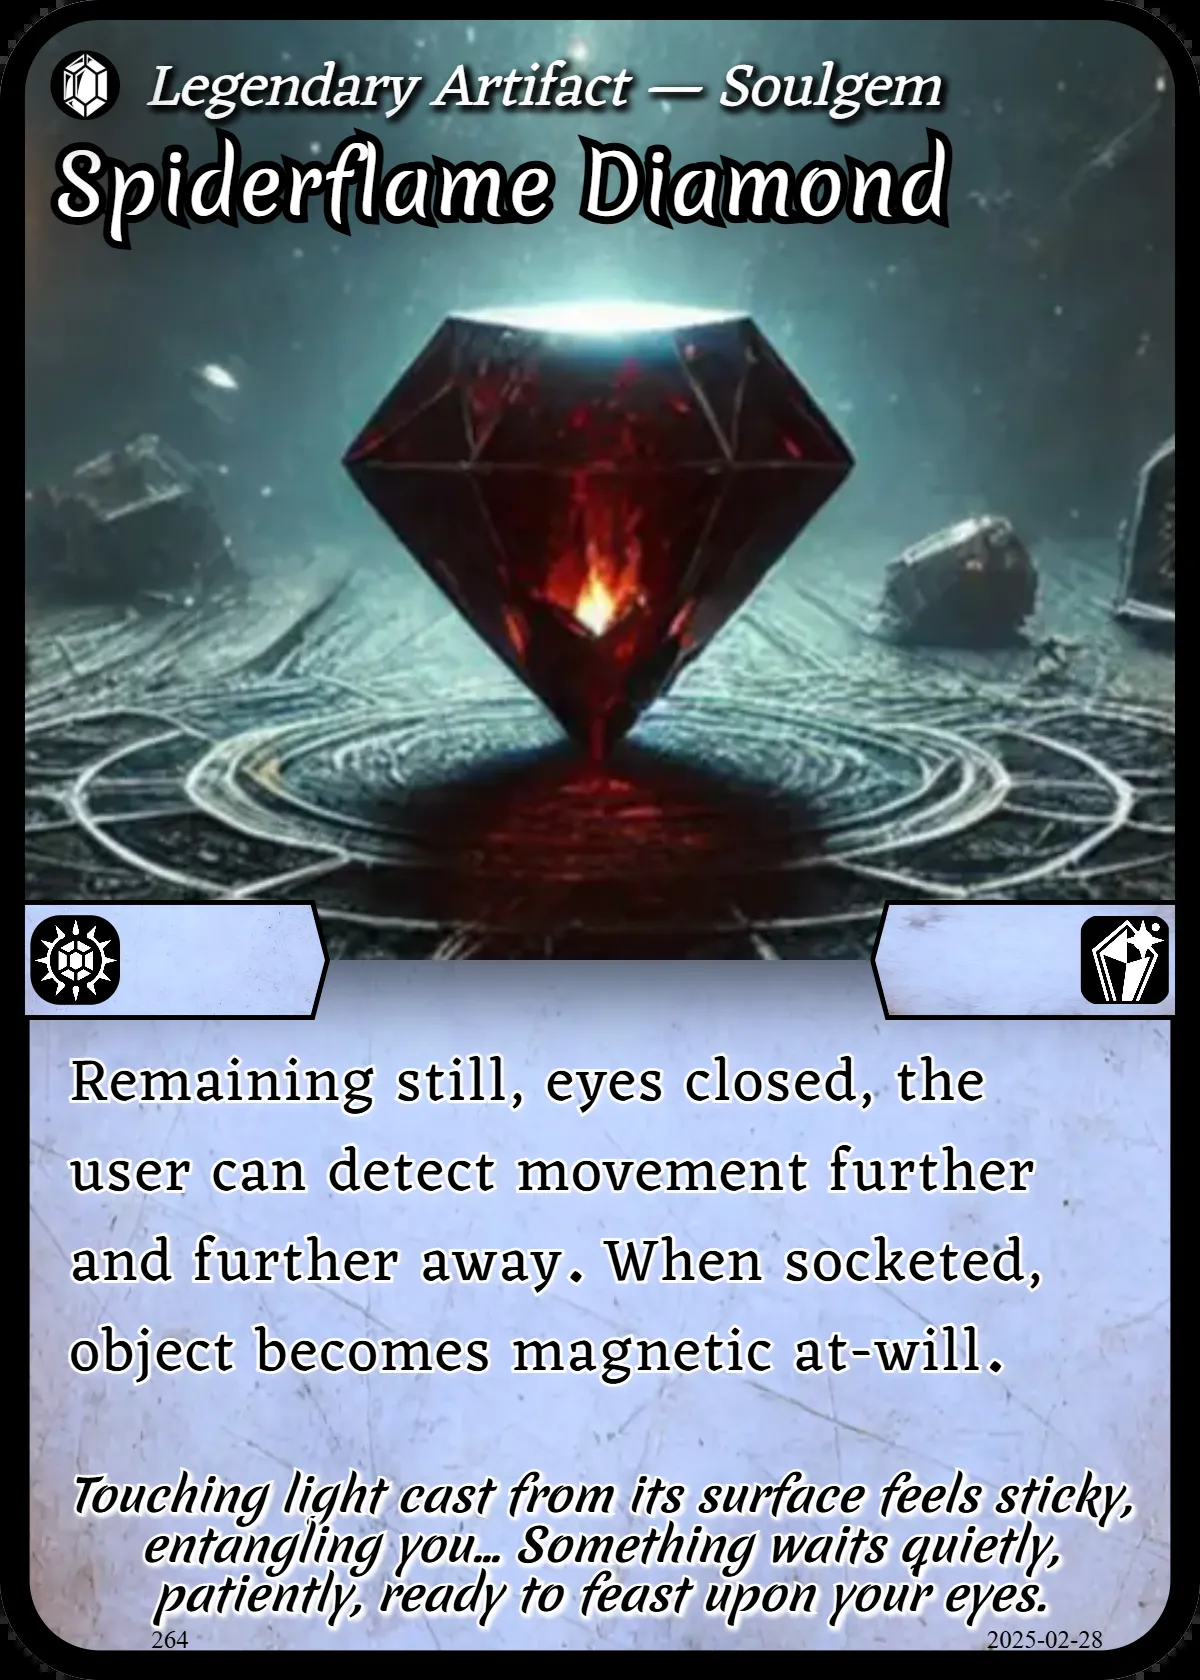 Legendary Artifact — Soulgem
Spiderflame Diamond
Remaining still, eyes closed, the
user can detect movement further
and further away. When socketed,
object becomes magnetic at-will.
Touching light cast from its surface feels sticky,
entangling you... Something waits quietly,
patiently, ready to feast upon your eyes.
264
2025-02-28